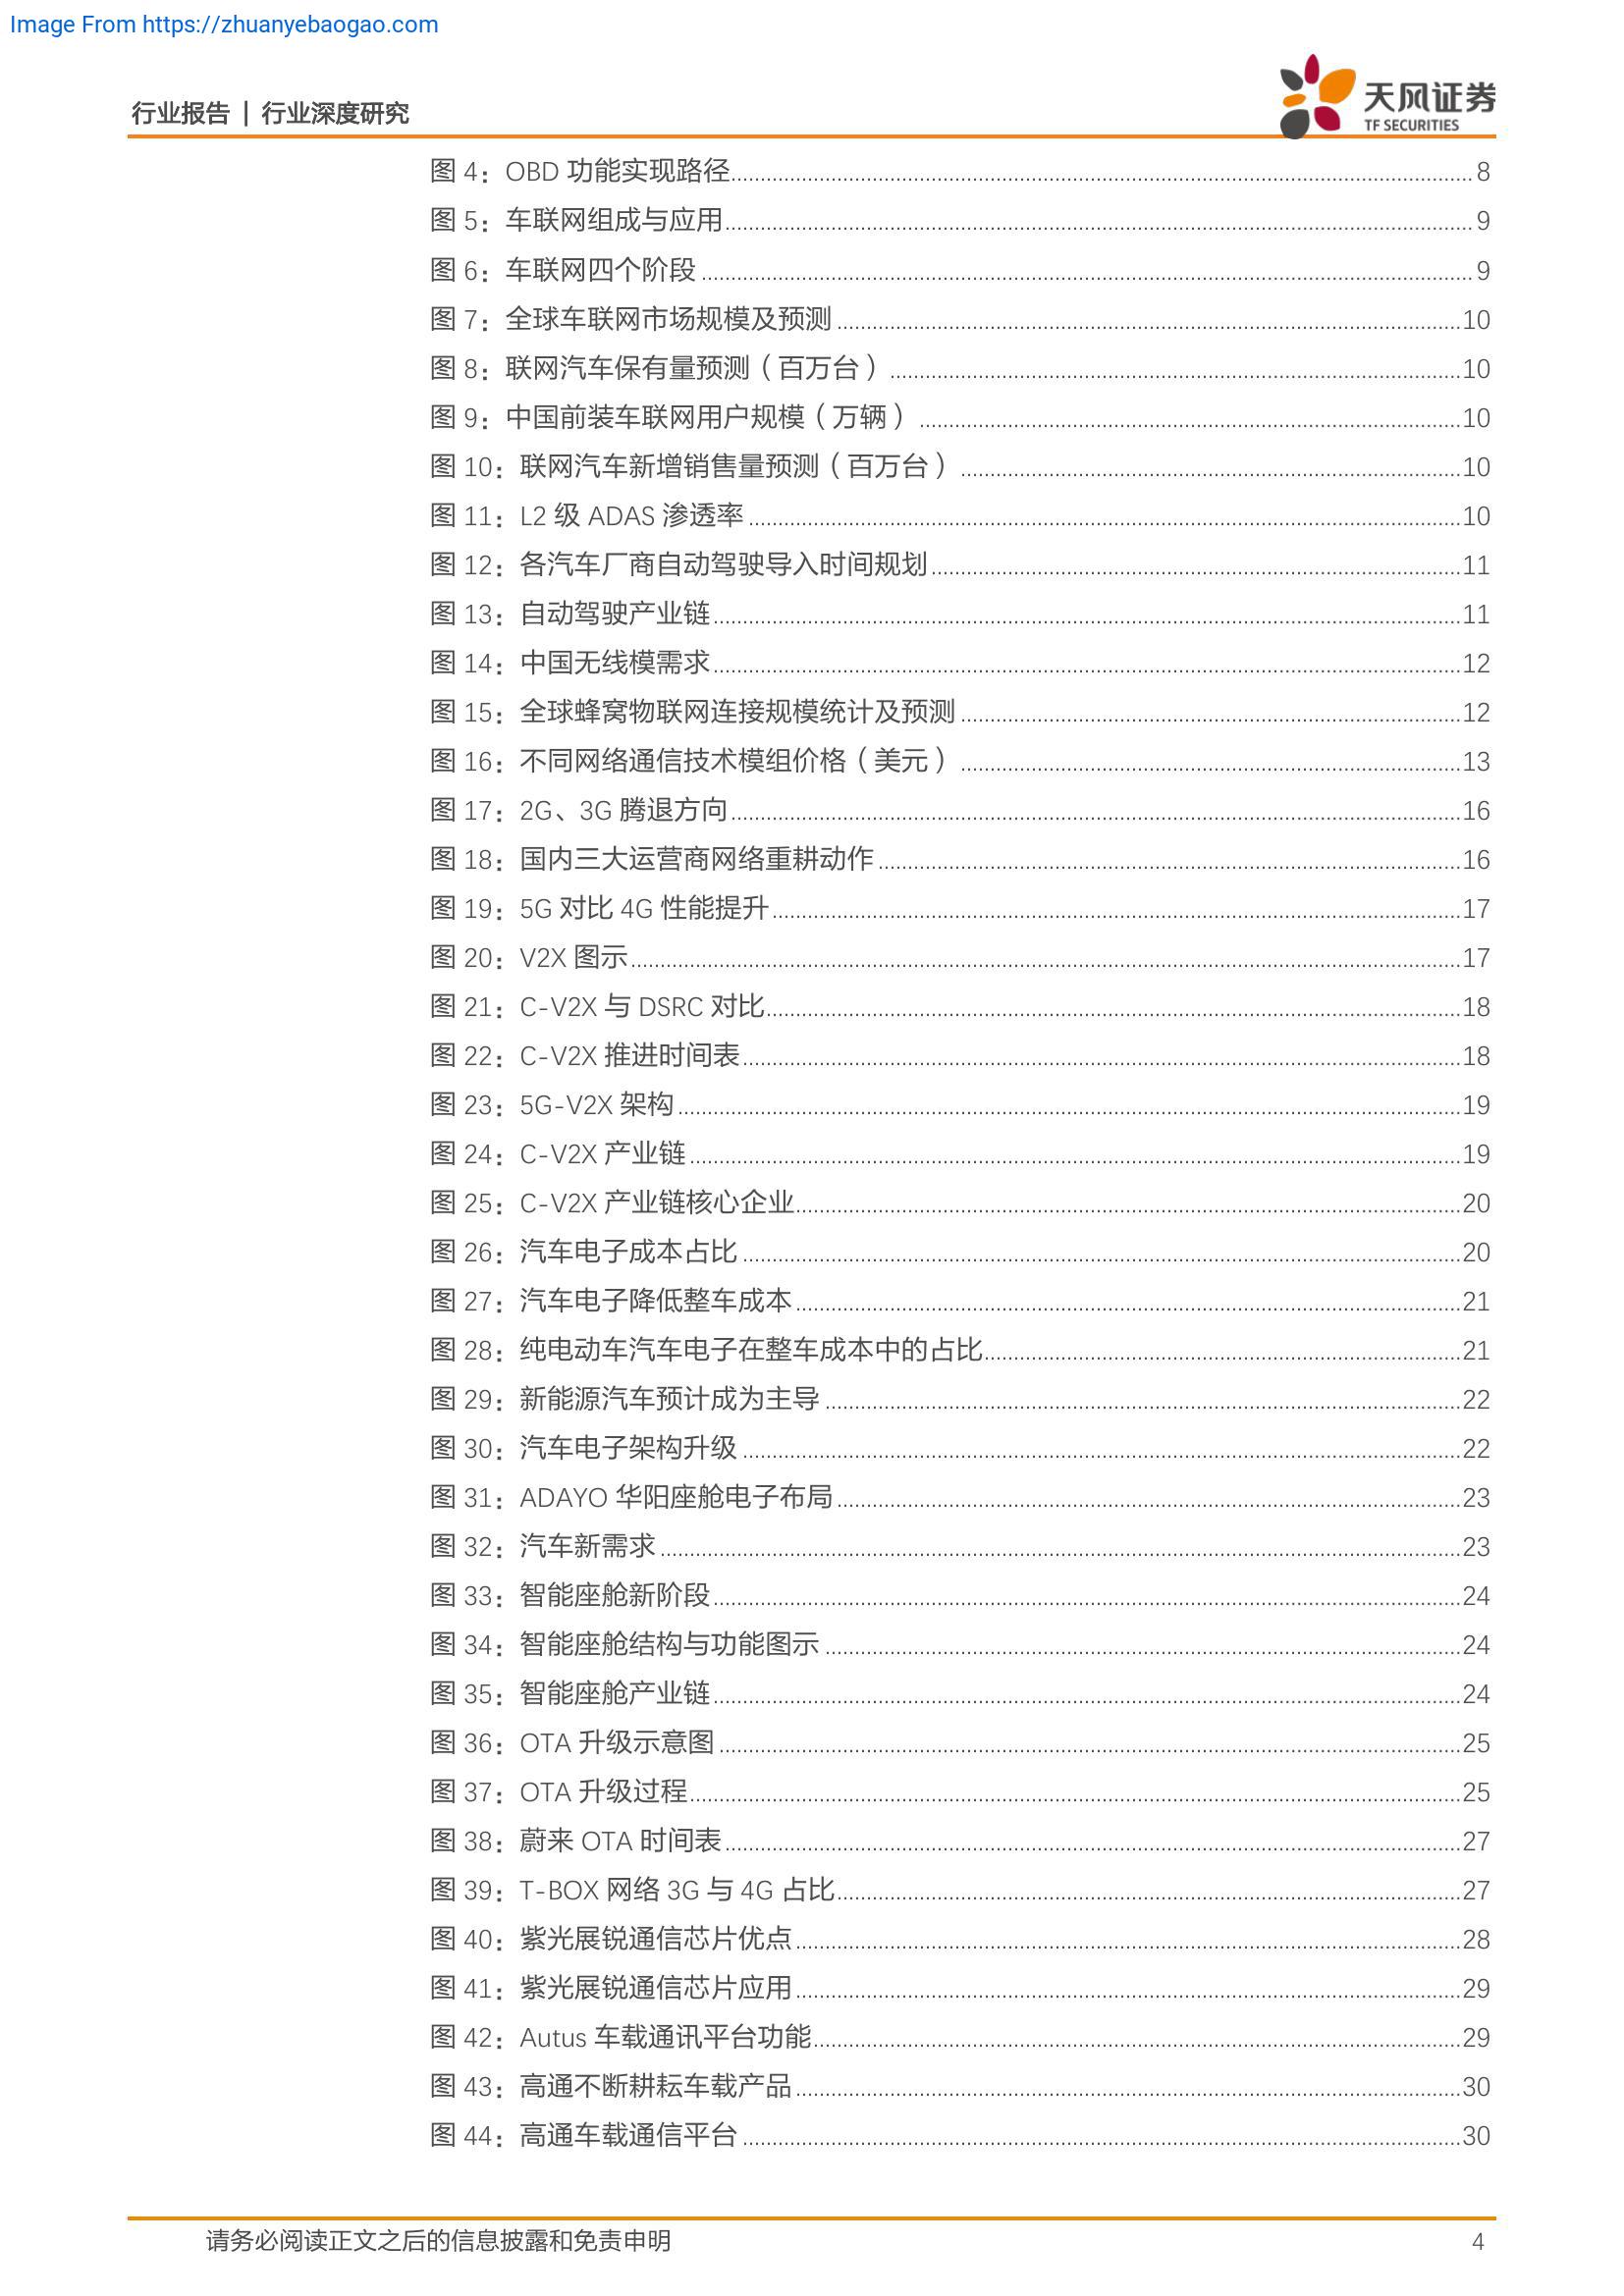 Image From https://zhuanyebaogao.com
行业报告 | 行业深度研究
天风证券
TF SECURITIES
图 4：OBD 功能实现路径........8
图 5：车联网组成与应用........9
图 6：车联网四个阶段........9
图 7：全球车联网市场规模及预测........10
图 8：联网汽车保有量预测（百万台）........10
图 9：中国前装车联网用户规模（万辆）........10
图 10：联网汽车新增销售量预测（百万台）........10
图 11：L2 级 ADAS 渗透率........10
图 12：各汽车厂商自动驾驶导入时间规划........11
图 13：自动驾驶产业链........11
图 14：中国无线模需求........12
图 15：全球蜂窝物联网连接规模统计及预测........12
图 16：不同网络通信技术模组价格（美元）........13
图 17：2G、3G 腾退方向........16
图 18：国内三大运营商网络重耕动作........16
图 19：5G 对比 4G 性能提升........17
图 20：V2X 图示........17
图 21：C-V2X 与 DSRC 对比........18
图 22：C-V2X 推进时间表........18
图 23：5G-V2X 架构........19
图 24：C-V2X 产业链........19
图 25：C-V2X 产业链核心企业........20
图 26：汽车电子成本占比........20
图 27：汽车电子降低整车成本........21
图 28：纯电动车汽车电子在整车成本中的占比........21
图 29：新能源汽车预计成为主导........22
图 30：汽车电子架构升级........22
图 31：ADAYO 华阳座舱电子布局........23
图 32：汽车新需求........23
图 33：智能座舱新阶段........24
图 34：智能座舱结构与功能图示........24
图 35：智能座舱产业链........24
图 36：OTA 升级示意图........25
图 37：OTA 升级过程........25
图 38：蔚来 OTA 时间表........27
图 39：T-BOX 网络 3G 与 4G 占比........27
图 40：紫光展锐通信芯片优点........28
图 41：紫光展锐通信芯片应用........29
图 42：Autus 车载通讯平台功能........29
图 43：高通不断耕耘车载产品........30
图 44：高通车载通信平台........30
请务必阅读正文之后的信息披露和免责申明 4